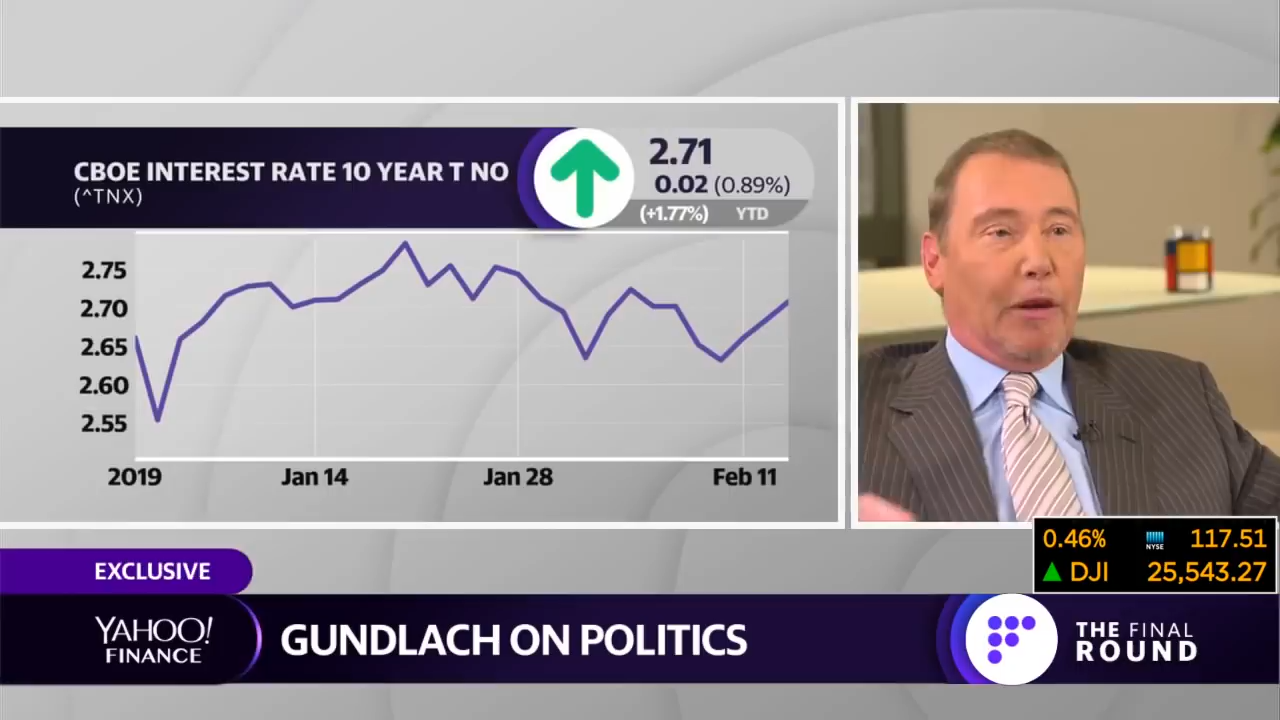 CBOE INTEREST RATE 10 YEAR T NO
(^TNX)
2.71
0.02 (0.89%)
(+1.77%) YTD
2.75
2.70
2.65
2.60
2.55
2019 Jan 14 Jan 28 Feb 11
0.46% NYSE 117.51
DJI 25,543.27
EXCLUSIVE
YAHOO!
FINANCE
GUNDLACH ON POLITICS
THE FINAL
ROUND